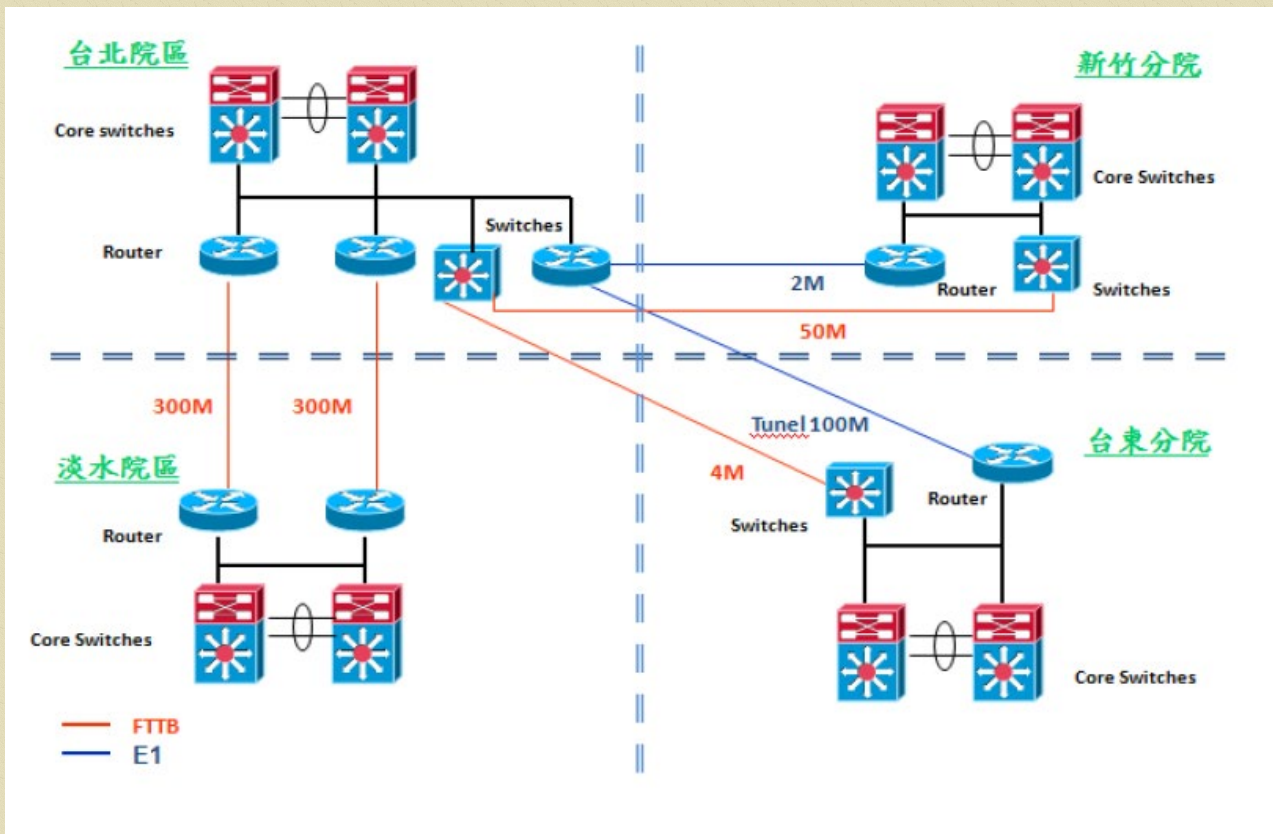 台北院區
Core switches
Router
Switches
新竹分院
Core Switches
Router
Switches
2M
50M
300M
300M
淡水院區
Router
Core Switches
Tunel 100M
4M
台東分院
Router
Switches
Core Switches
FTTB
E1